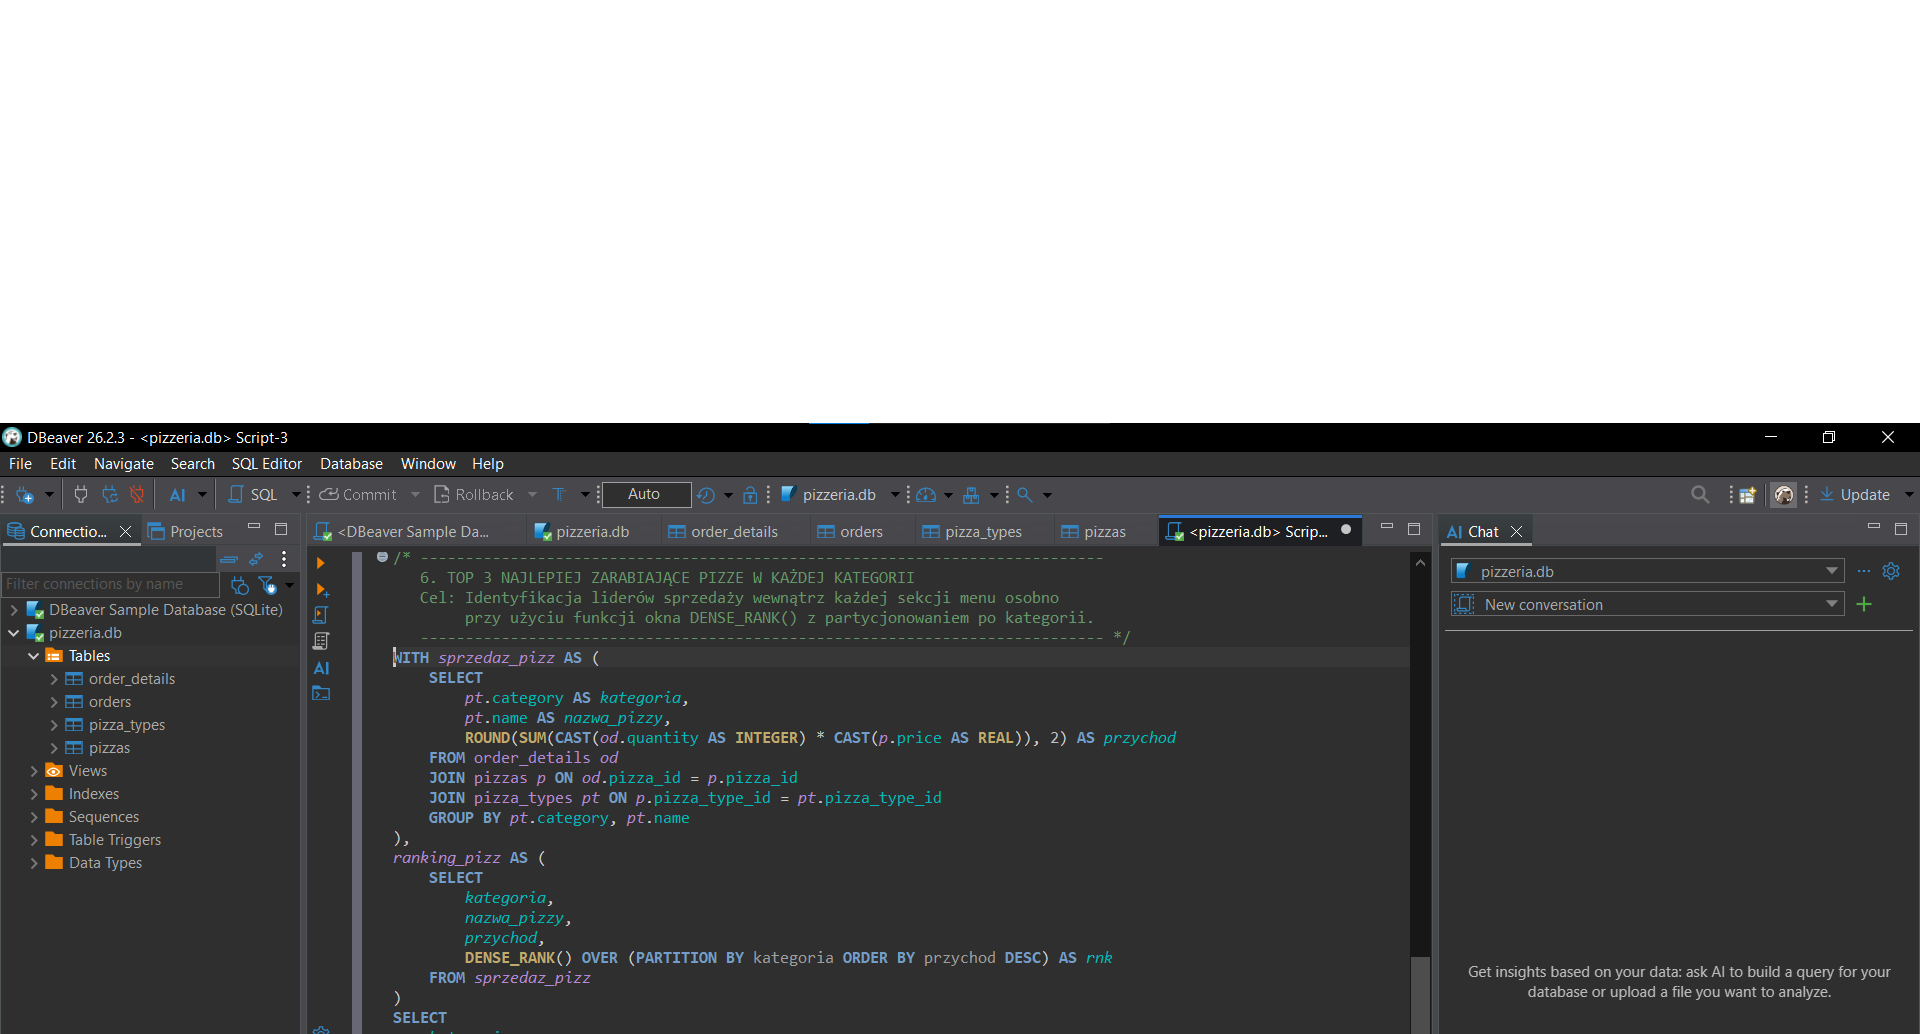 DBeaver 26.2.3 - <pizzeria.db> Script-3
File Edit Navigate Search SQL Editor Database Window Help
AI SQL Commit Rollback T Auto pizzeria.db Update
Connectio... Projects
<DBeaver Sample Da... pizzeria.db order_details orders pizza_types pizzas <pizzeria.db> Scrip...
AI Chat
Filter connections by name
DBeaver Sample Database (SQLite)
pizzeria.db
Tables
order_details
orders
pizza_types
pizzas
Views
Indexes
Sequences
Table Triggers
Data Types
AI
/* ----------------------------------------------------------------------------
6. TOP 3 NAJLEPIEJ ZARABIAJĄCE PIZZE W KAŻDEJ KATEGORII
Cel: Identyfikacja liderów sprzedaży wewnątrz każdej sekcji menu osobno
przy użyciu funkcji okna DENSE_RANK() z partycjonowaniem po kategorii.
---------------------------------------------------------------------------- */
WITH sprzedaz_pizz AS (
SELECT
pt.category AS kategoria,
pt.name AS nazwa_pizzy,
ROUND(SUM(CAST(od.quantity AS INTEGER) * CAST(p.price AS REAL)), 2) AS przychod
FROM order_details od
JOIN pizzas p ON od.pizza_id = p.pizza_id
JOIN pizza_types pt ON p.pizza_type_id = pt.pizza_type_id
GROUP BY pt.category, pt.name
),
ranking_pizz AS (
SELECT
kategoria,
nazwa_pizzy,
przychod,
DENSE_RANK() OVER (PARTITION BY kategoria ORDER BY przychod DESC) AS rnk
FROM sprzedaz_pizz
)
SELECT
pizzeria.db
New conversation
Get insights based on your data: ask AI to build a query for your
database or upload a file you want to analyze.